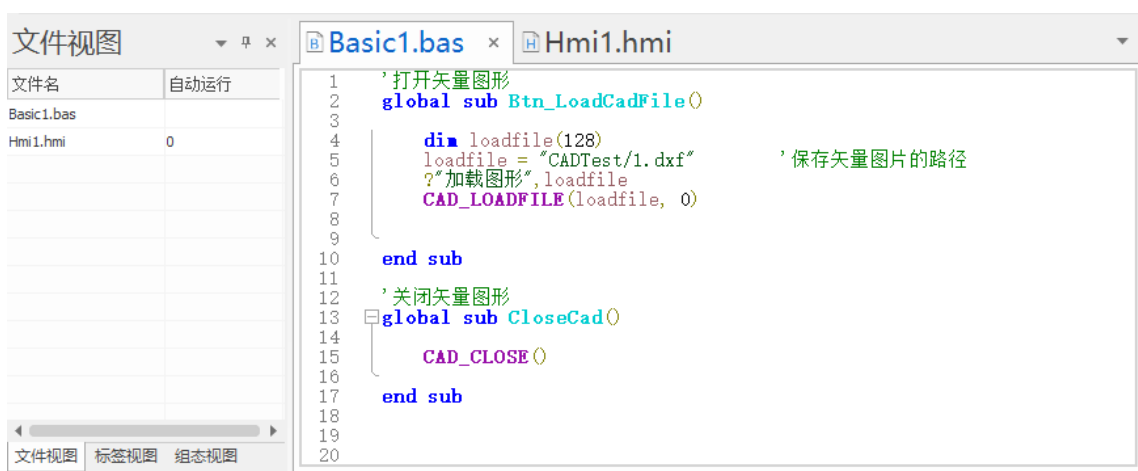 文件视图
文件名 自动运行
Basic1.bas
Hmi1.hmi 0
文件视图 标签视图 组态视图
Basic1.bas × Hmi1.hmi
1 '打开矢量图形
2 global sub Btn_LoadCadFile()
3
4 dim loadfile(128)
5 loadfile = "CADTest/1.dxf" '保存矢量图片的路径
6 ?"加载图形",loadfile
7 CAD_LOADFILE(loadfile, 0)
8
9
10 end sub
11
12 '关闭矢量图形
13 global sub CloseCad()
14
15 CAD_CLOSE()
16
17 end sub
18
19
20